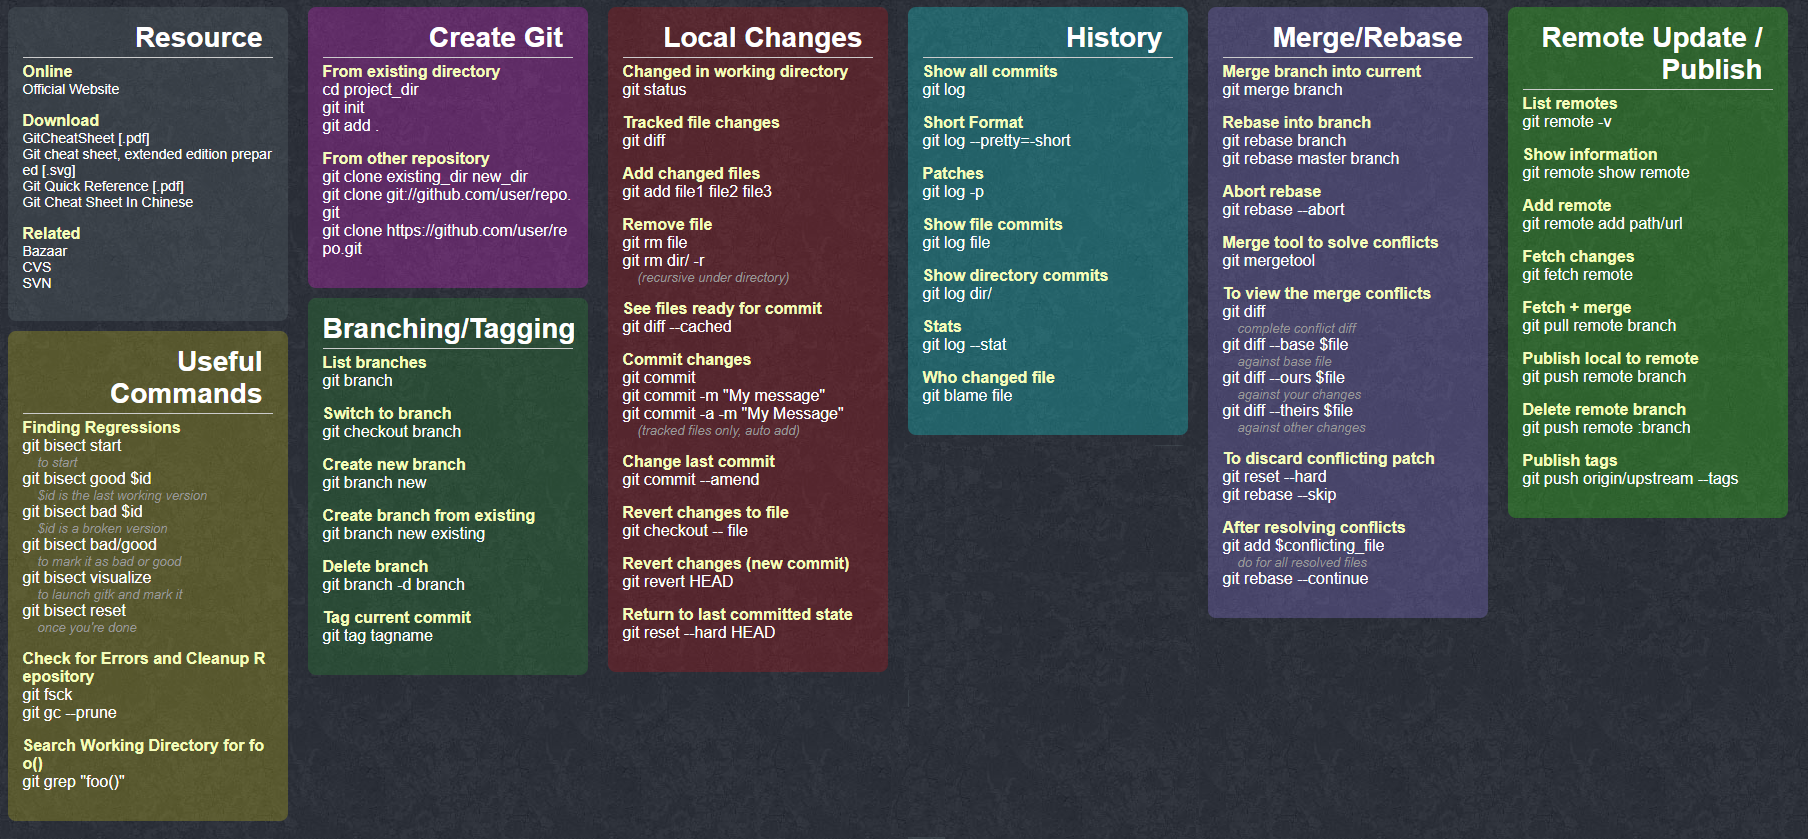 Resource
Online
Official Website
Download
GitCheatSheet [.pdf]
Git cheat sheet, extended edition prepar
ed [.svg]
Git Quick Reference [.pdf]
Git Cheat Sheet In Chinese
Related
Bazaar
CVS
SVN
Useful
Commands
Finding Regressions
git bisect start
to start
git bisect good $id
$id is the last working version
git bisect bad $id
$id is a broken version
git bisect bad/good
to mark it as bad or good
git bisect visualize
to launch gitk and mark it
git bisect reset
once you're done
Check for Errors and Cleanup R
epository
git fsck
git gc --prune
Search Working Directory for fo
o()
git grep "foo()"
Create Git
From existing directory
cd project_dir
git init
git add .
From other repository
git clone existing_dir new_dir
git clone git://github.com/user/repo.
git
git clone https://github.com/user/re
po.git
Branching/Tagging
List branches
git branch
Switch to branch
git checkout branch
Create new branch
git branch new
Create branch from existing
git branch new existing
Delete branch
git branch -d branch
Tag current commit
git tag tagname
Local Changes
Changed in working directory
git status
Tracked file changes
git diff
Add changed files
git add file1 file2 file3
Remove file
git rm file
git rm dir/ -r
(recursive under directory)
See files ready for commit
git diff --cached
Commit changes
git commit
git commit -m "My message"
git commit -a -m "My Message"
(tracked files only, auto add)
Change last commit
git commit --amend
Revert changes to file
git checkout -- file
Revert changes (new commit)
git revert HEAD
Return to last committed state
git reset --hard HEAD
History
Show all commits
git log
Short Format
git log --pretty=-short
Patches
git log -p
Show file commits
git log file
Show directory commits
git log dir/
Stats
git log --stat
Who changed file
git blame file
Merge/Rebase
Merge branch into current
git merge branch
Rebase into branch
git rebase branch
git rebase master branch
Abort rebase
git rebase --abort
Merge tool to solve conflicts
git mergetool
To view the merge conflicts
git diff
complete conflict diff
git diff --base $file
against base file
git diff --ours $file
against your changes
git diff --theirs $file
against other changes
To discard conflicting patch
git reset --hard
git rebase --skip
After resolving conflicts
git add $conflicting_file
do for all resolved files
git rebase --continue
Remote Update /
Publish
List remotes
git remote -v
Show information
git remote show remote
Add remote
git remote add path/url
Fetch changes
git fetch remote
Fetch + merge
git pull remote branch
Publish local to remote
git push remote branch
Delete remote branch
git push remote :branch
Publish tags
git push origin/upstream --tags